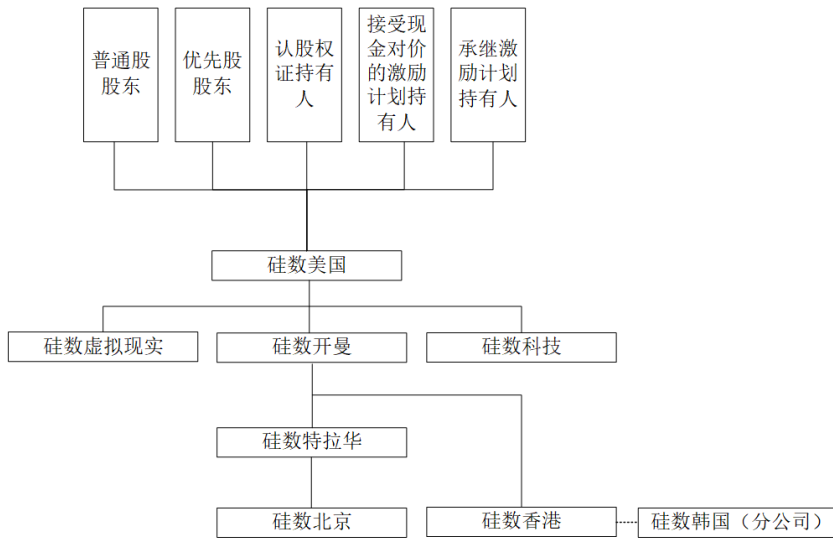 普通股
股东
优先股
股东
认股权
证持有
人
接受现
金对价
的激励
计划持
有人
承继激
励计划
持有人
硅数美国
硅数虚拟现实
硅数开曼
硅数科技
硅数特拉华
硅数北京
硅数香港
硅数韩国（分公司）